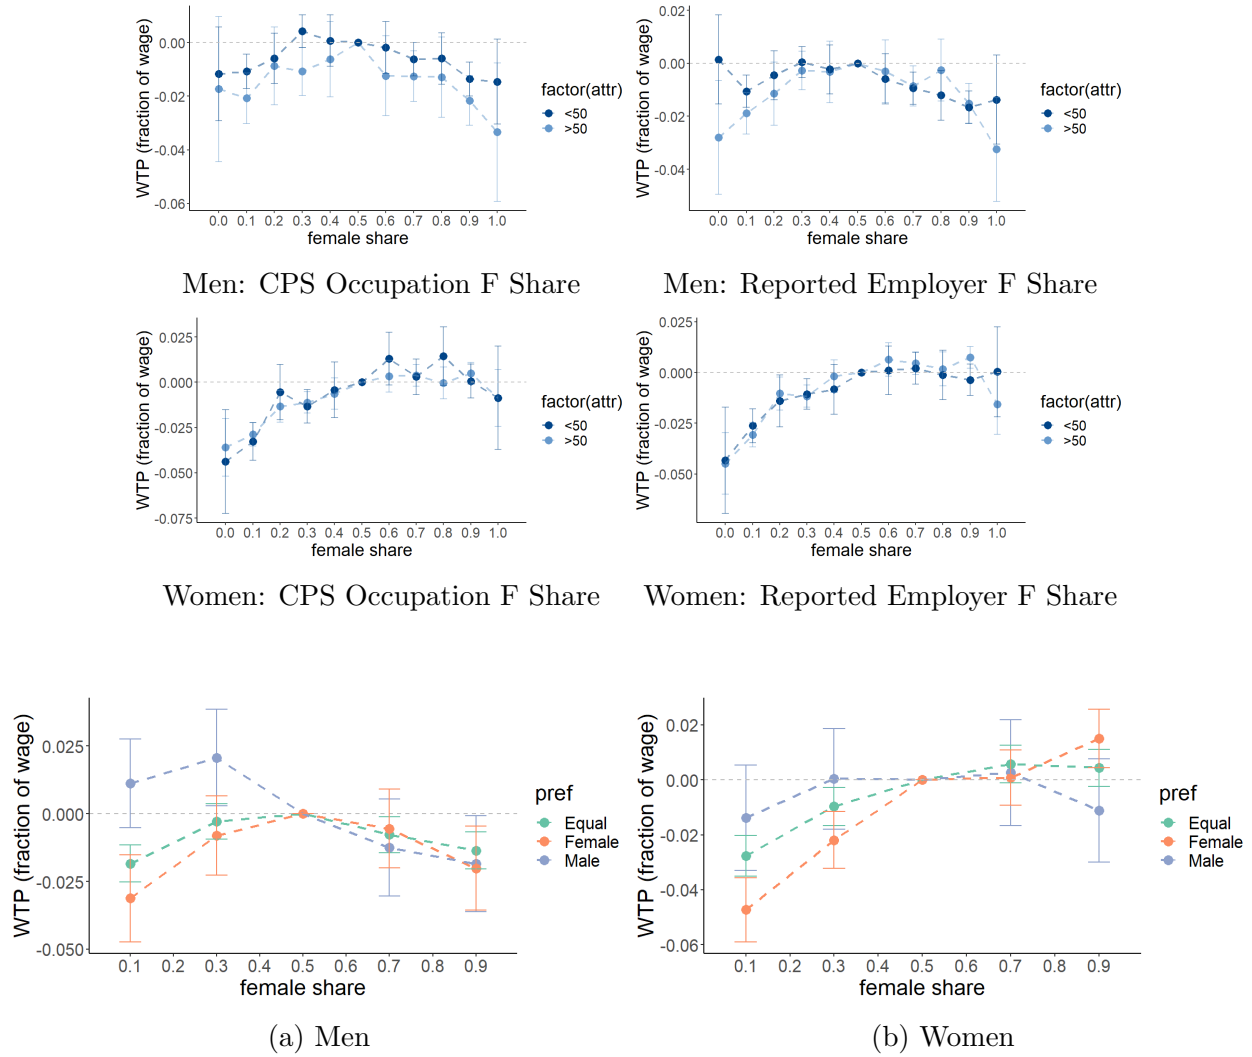 WTP (fraction of wage)
0.00
-0.02
-0.04
-0.06
0.0 0.1 0.2 0.3 0.4 0.5 0.6 0.7 0.8 0.9 1.0
female share
factor(attr)
<50
>50
Men: CPS Occupation F Share
WTP (fraction of wage)
0.02
0.00
-0.02
-0.04
0.0 0.1 0.2 0.3 0.4 0.5 0.6 0.7 0.8 0.9 1.0
female share
factor(attr)
<50
>50
Men: Reported Employer F Share
WTP (fraction of wage)
0.025
0.000
-0.025
-0.050
-0.075
0.0 0.1 0.2 0.3 0.4 0.5 0.6 0.7 0.8 0.9 1.0
female share
factor(attr)
<50
>50
Women: CPS Occupation F Share
WTP (fraction of wage)
0.025
0.000
-0.025
-0.050
0.0 0.1 0.2 0.3 0.4 0.5 0.6 0.7 0.8 0.9 1.0
female share
factor(attr)
<50
>50
Women: Reported Employer F Share
WTP (fraction of wage)
0.025
0.000
-0.025
-0.050
0.1 0.2 0.3 0.4 0.5 0.6 0.7 0.8 0.9
female share
pref
Equal
Female
Male
(a) Men
WTP (fraction of wage)
0.02
0.00
-0.02
-0.04
-0.06
0.1 0.2 0.3 0.4 0.5 0.6 0.7 0.8 0.9
female share
pref
Equal
Female
Male
(b) Women